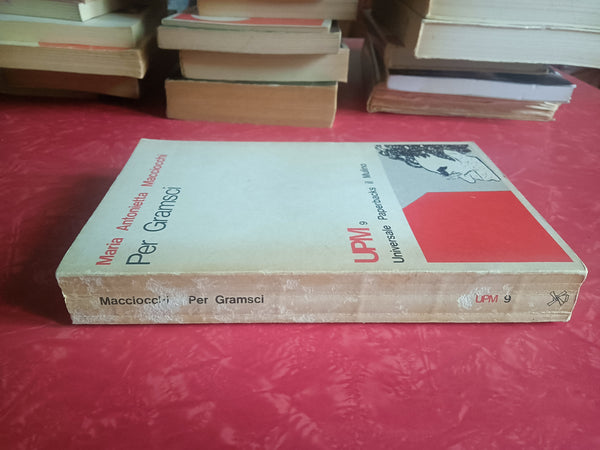 Maria Antonietta Macciocchi
Per Gramsci
UPM 9
Universale Paperbacks il Mulino
Macciocchi Per Gramsci UPM 9